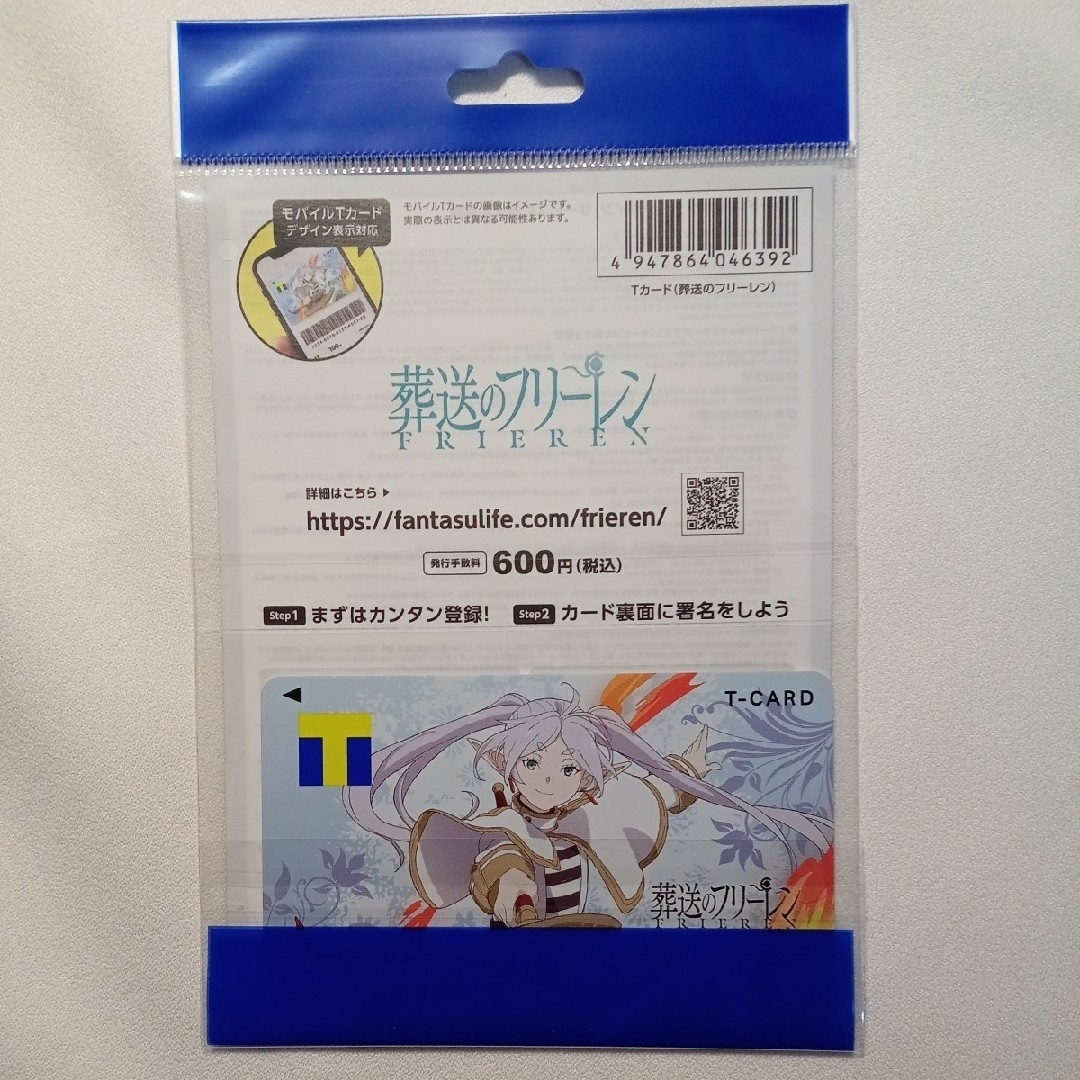 モバイルTカード
デザイン表示対応
モバイルTカードの画像はイメージです。
実際の表示とは異なる可能性あります。
4 947864 046392
Tカード(葬送のフリーレン)
葬送のフリーレン
FRIEREN
詳細はこちら▶
https://fantasulife.com/frieren/
発行手数料 600円(税込)
Step1 まずはカンタン登録! Step2 カード裏面に署名をしよう
T-CARD
T
葬送のフリーレン
FRIEREN